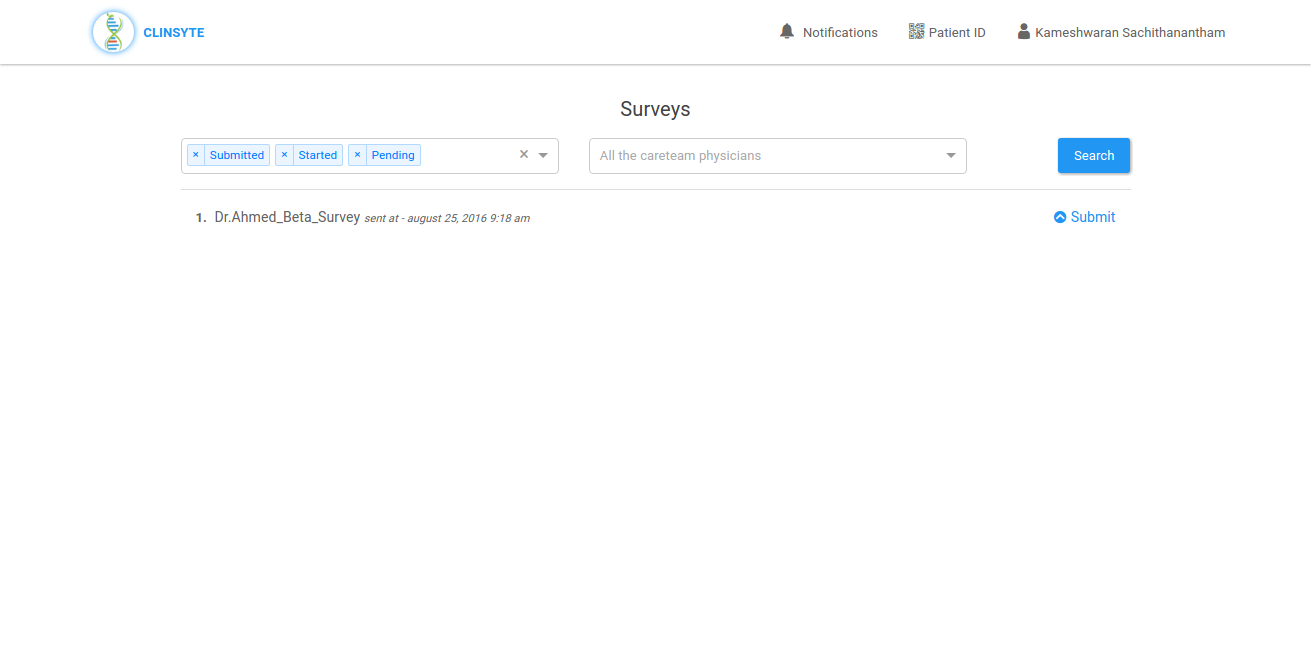 CLINSYTE
Notifications Patient ID Kameshwaran Sachithanantham
Surveys
× Submitted × Started × Pending ×
All the careteam physicians
Search
1. Dr.Ahmed_Beta_Survey sent at - august 25, 2016 9:18 am
Submit